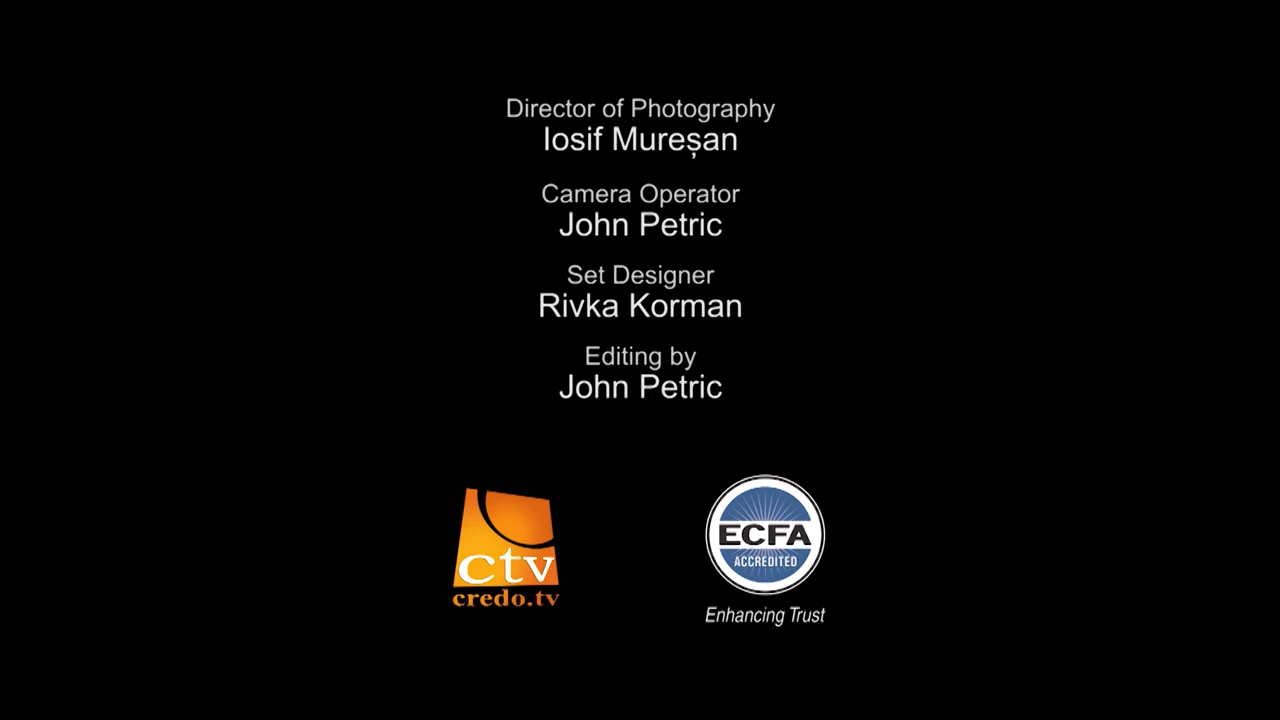 Director of Photography
Iosif Mureșan
Camera Operator
John Petric
Set Designer
Rivka Korman
Editing by
John Petric
ctv
credo.tv
ECFA
ACCREDITED
Enhancing Trust